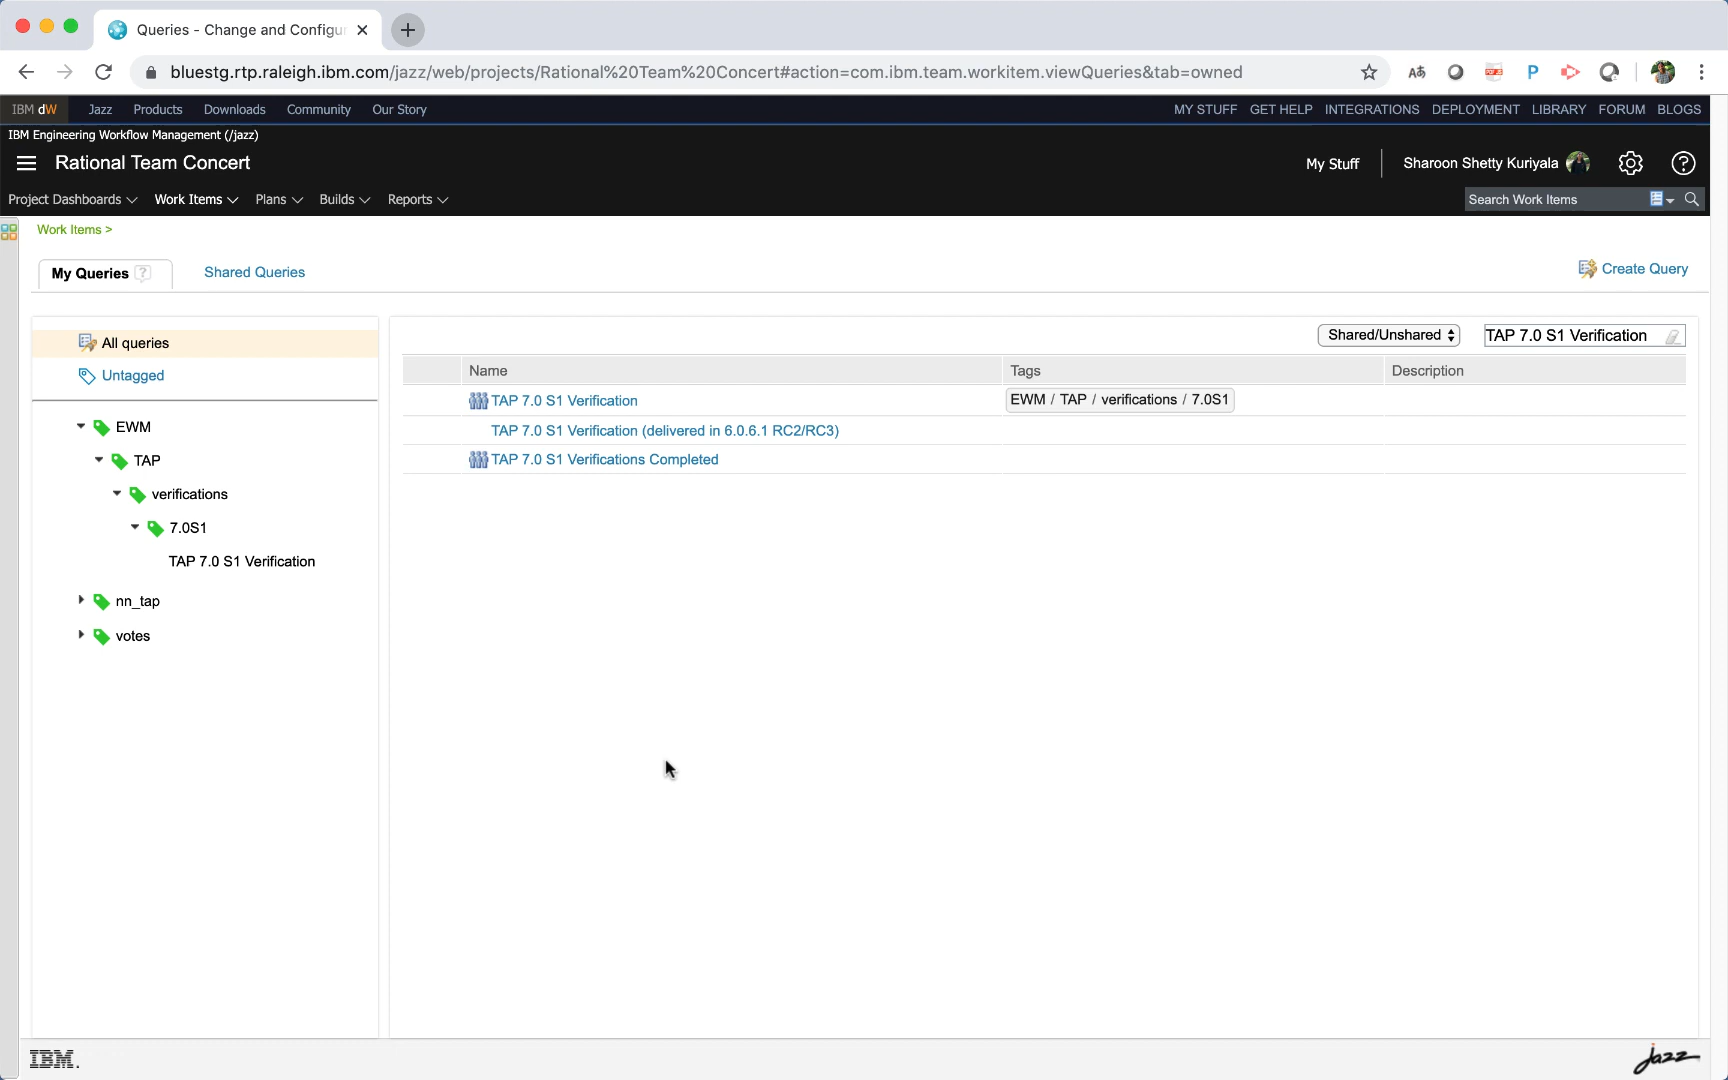 Queries - Change and Configu
bluestg.rtp.raleigh.ibm.com/jazz/web/projects/Rational%20Team%20Concert#action=com.ibm.team.workitem.viewQueries&tab=owned
IBM dW Jazz Products Downloads Community Our Story MY STUFF GET HELP INTEGRATIONS DEPLOYMENT LIBRARY FORUM BLOGS
IBM Engineering Workflow Management (/jazz)
Rational Team Concert My Stuff Sharoon Shetty Kuriyala
Project Dashboards Work Items Plans Builds Reports Search Work Items
Work Items >
My Queries ? Shared Queries Create Query
All queries
Untagged
EWM
TAP
verifications
7.0S1
TAP 7.0 S1 Verification
nn_tap
votes
Shared/Unshared TAP 7.0 S1 Verification
Name Tags Description
TAP 7.0 S1 Verification EWM / TAP / verifications / 7.0S1
TAP 7.0 S1 Verification (delivered in 6.0.6.1 RC2/RC3)
TAP 7.0 S1 Verifications Completed
IBM. jazz